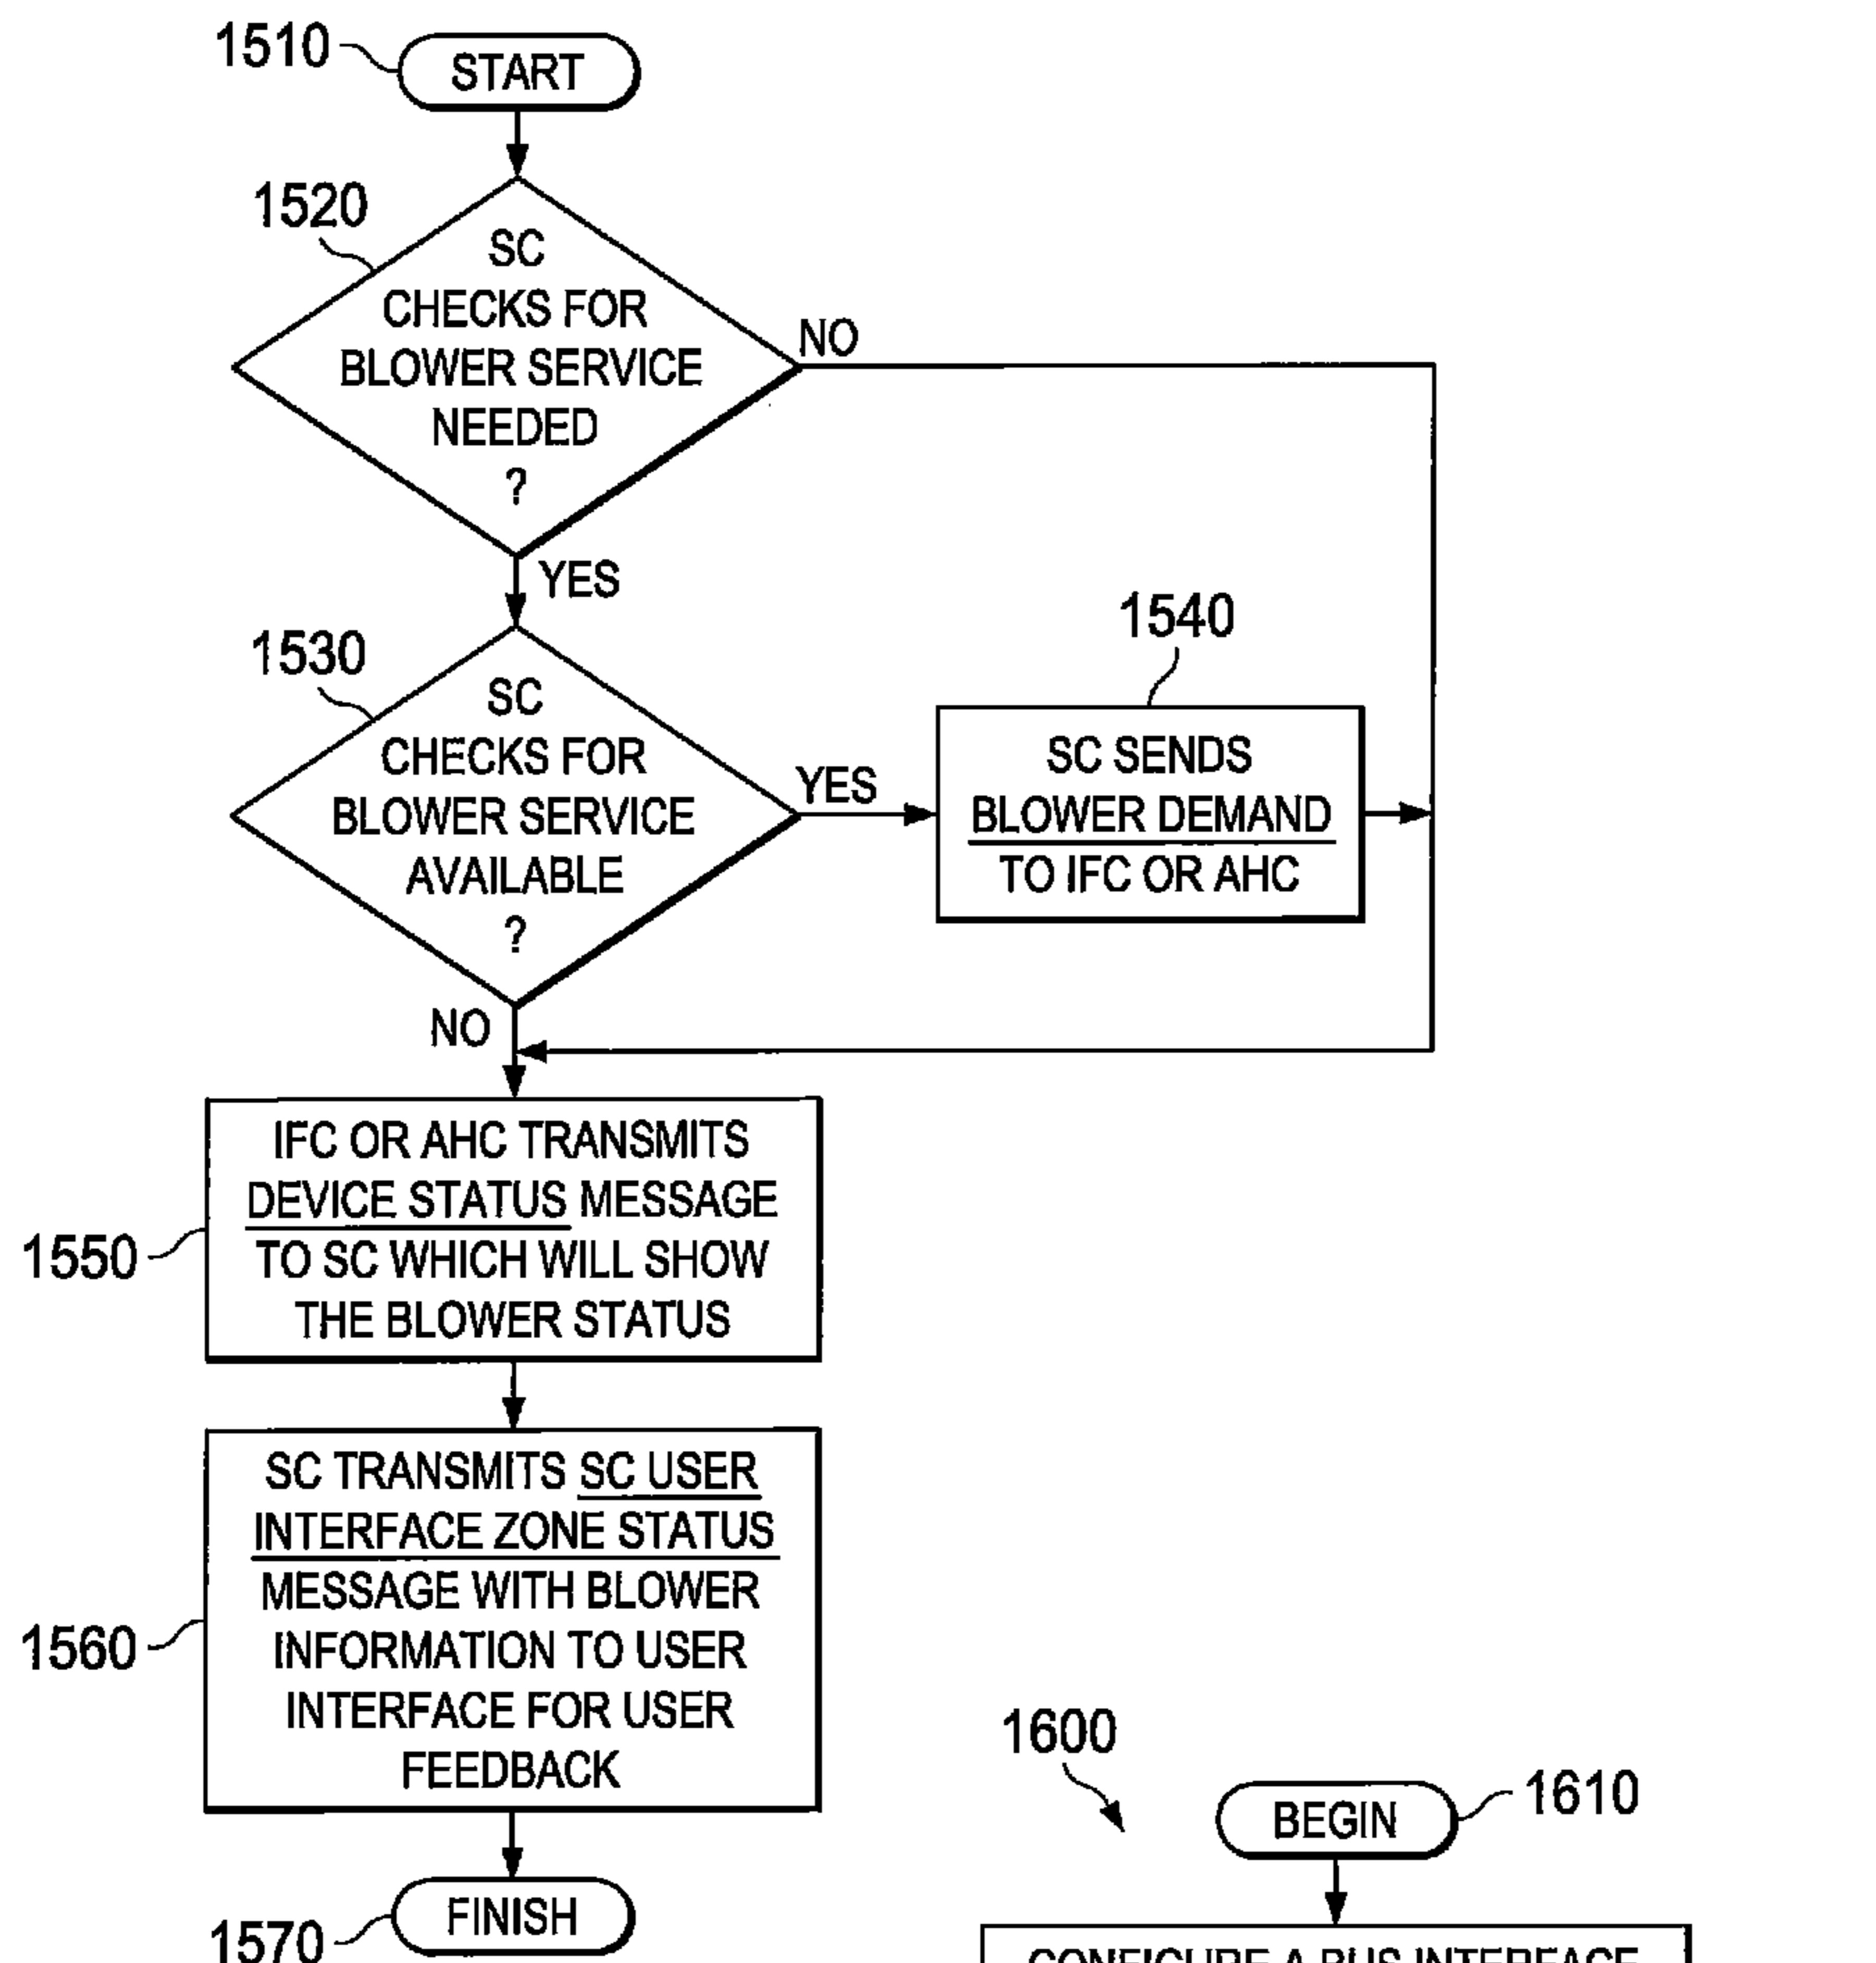 1510
START
1520
SC
CHECKS FOR
BLOWER SERVICE
NEEDED
?
NO
YES
1530
SC
CHECKS FOR
BLOWER SERVICE
AVAILABLE
?
YES
NO
1540
SC SENDS
BLOWER DEMAND
TO IFC OR AHC
1550
IFC OR AHC TRANSMITS
DEVICE STATUS MESSAGE
TO SC WHICH WILL SHOW
THE BLOWER STATUS
1560
SC TRANSMITS SC USER
INTERFACE ZONE STATUS
MESSAGE WITH BLOWER
INFORMATION TO USER
INTERFACE FOR USER
FEEDBACK
1570
FINISH
1600
BEGIN
1610
CONFIGURE A BUS INTERFACE